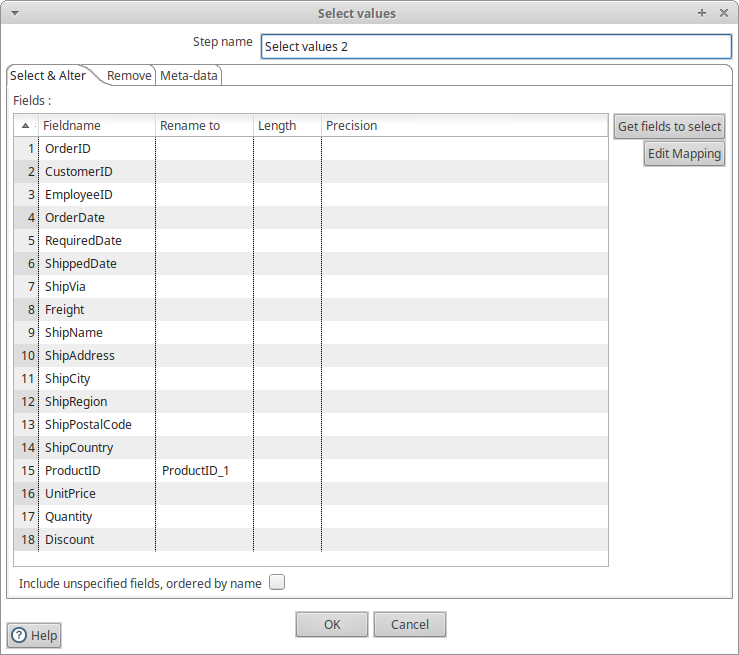 Select values
Step name Select values 2
Select & Alter Remove Meta-data
Fields :
Fieldname Rename to Length Precision
1 OrderID
2 CustomerID
3 EmployeeID
4 OrderDate
5 RequiredDate
6 ShippedDate
7 ShipVia
8 Freight
9 ShipName
10 ShipAddress
11 ShipCity
12 ShipRegion
13 ShipPostalCode
14 ShipCountry
15 ProductID ProductID_1
16 UnitPrice
17 Quantity
18 Discount
Get fields to select
Edit Mapping
Include unspecified fields, ordered by name
OK Cancel
? Help